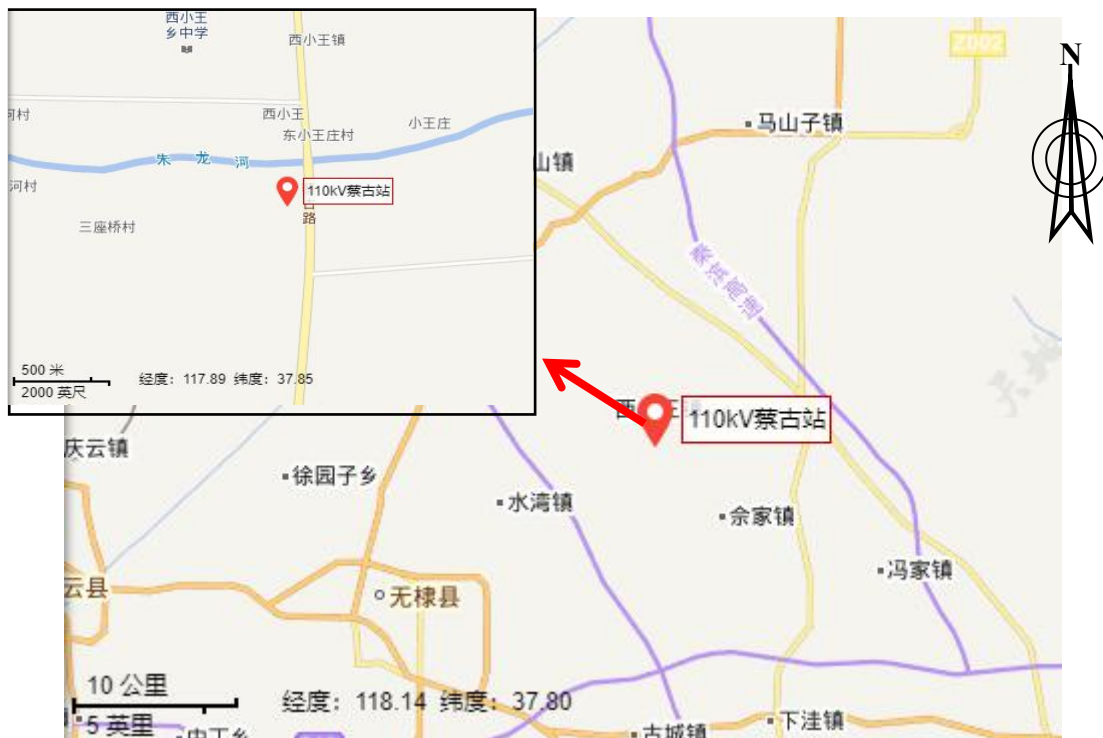 西小王
乡中学
西小王镇
河村
西小王
小王庄
东小王庄村
朱龙河
河村
110kV蔡古站
路
三座桥村
500 米
2000 英尺
经度：117.89 纬度：37.85
Z002
N
马山子镇
山镇
秦滨高速
110kV蔡古站
庆云镇
徐园子乡
水湾镇
佘家镇
冯家镇
云县
无棣县
10 公里
5 英里
经度：118.14 纬度：37.80
古城镇
下洼镇